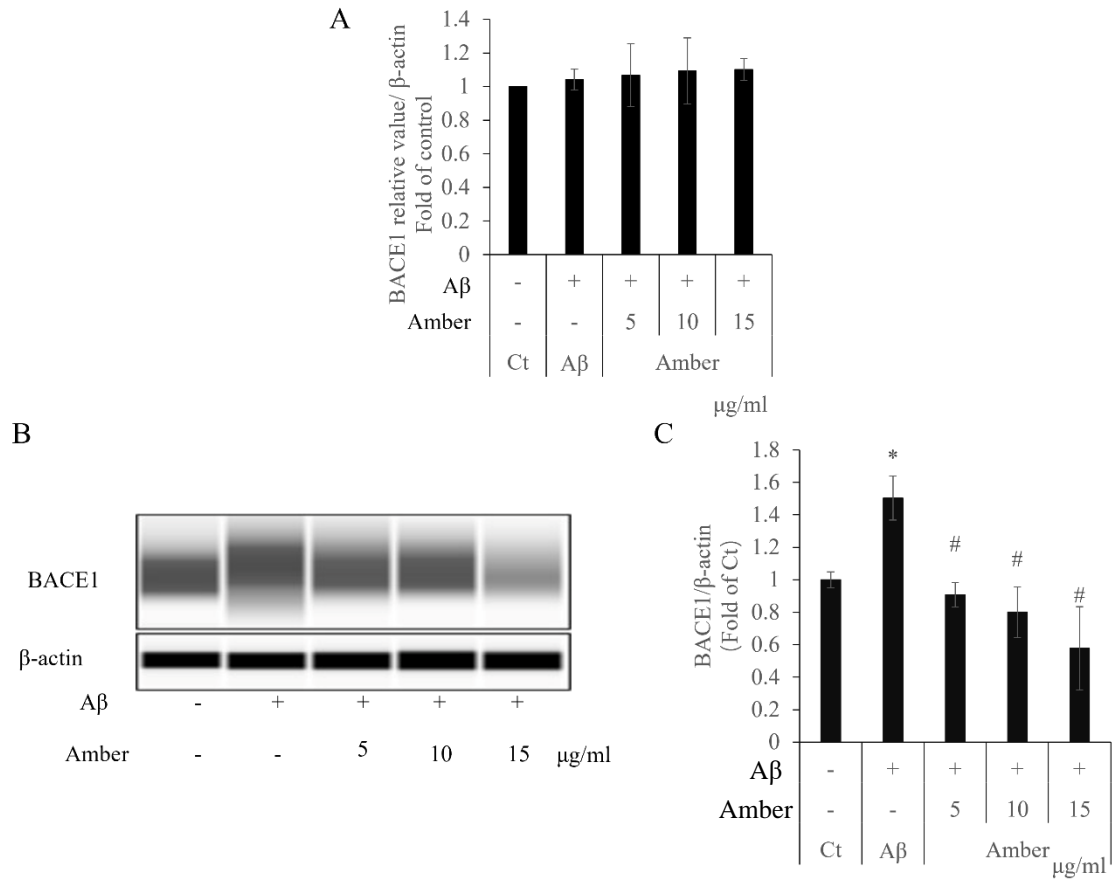 A
BACE1 relative value/ β-actin
Fold of control
1.4
1.2
1
0.8
0.6
0.4
0.2
0
Aβ - + + + +
Amber - - 5 10 15
Ct Aβ Amber
μg/ml
B
BACE1
β-actin
Aβ - + + + +
Amber - - 5 10 15 μg/ml
C
BACE1/β-actin
(Fold of Ct)
1.8
1.6
1.4
1.2
1
0.8
0.6
0.4
0.2
0
*
#
#
#
Aβ - + + + +
Amber - - 5 10 15
Ct Aβ Amber
μg/ml